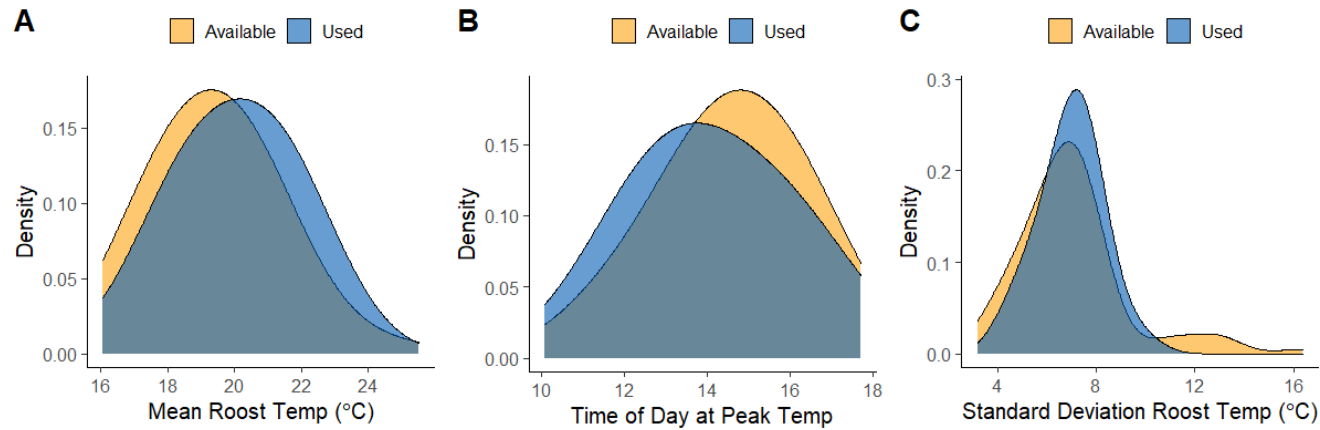 A
Available Used
Density
0.15
0.10
0.05
0.00
16 18 20 22 24
Mean Roost Temp (°C)
B
Available Used
Density
0.15
0.10
0.05
0.00
10 12 14 16 18
Time of Day at Peak Temp
C
Available Used
Density
0.3
0.2
0.1
0.0
4 8 12 16
Standard Deviation Roost Temp (°C)